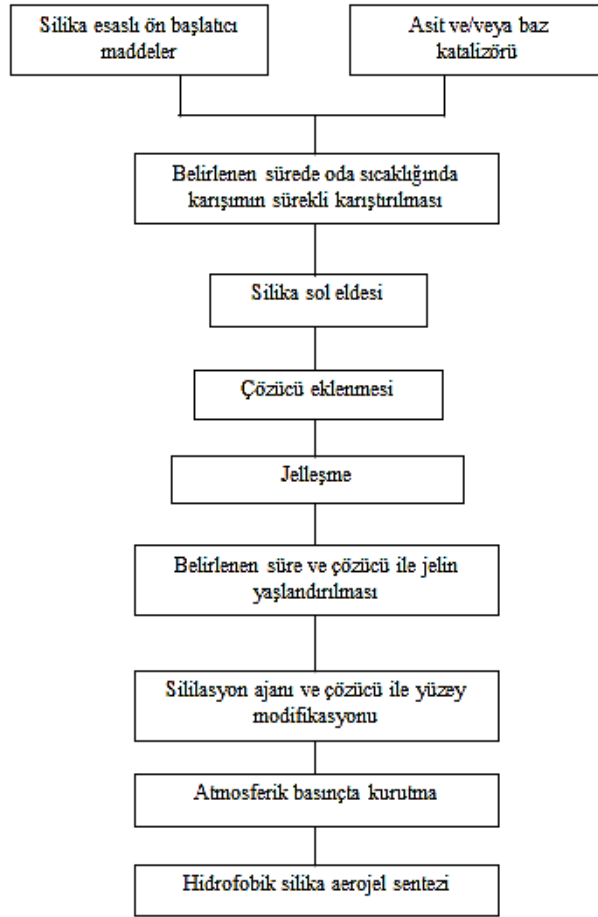 Silika esaslı ön başlatıcı
maddeler
Asit ve/veya baz
katalizörü
Belirlenen sürede oda sıcaklığında
karışımın sürekli karıştırılması
Silika sol eldesi
Çözücü eklenmesi
Jelleşme
Belirlenen süre ve çözücü ile jelin
yaşlandırılması
Sililasyon ajanı ve çözücü ile yüzey
modifikasyonu
Atmosferik basınçta kurutma
Hidrofobik silika aerojel sentezi